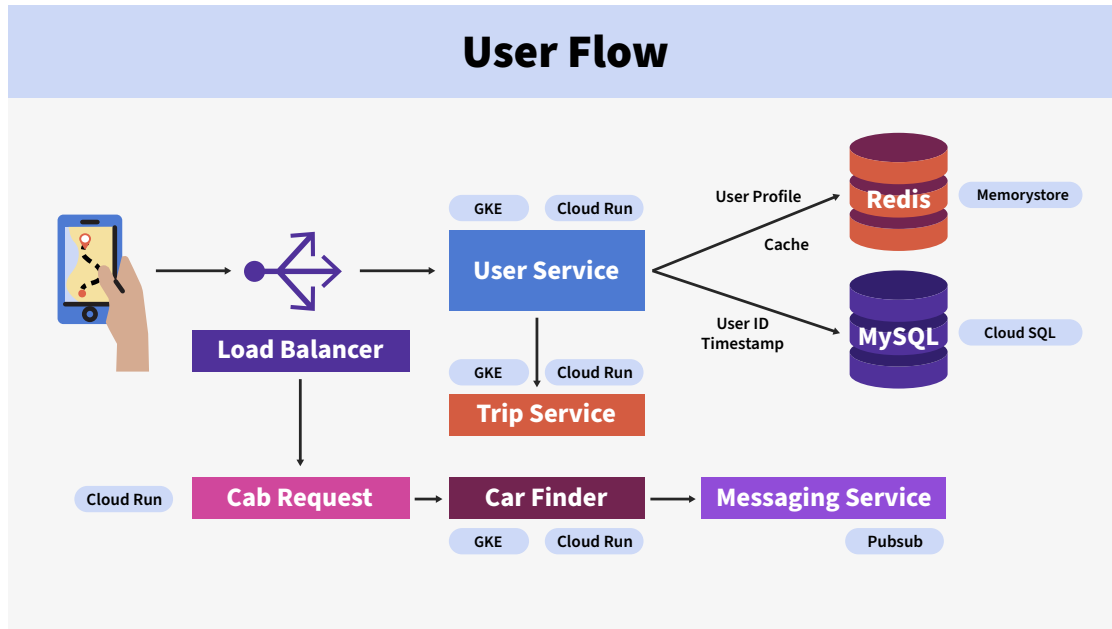 User Flow
GKE
Cloud Run
User Service
User Profile
Cache
Redis
Memorystore
User ID
Timestamp
MySQL
Cloud SQL
Load Balancer
GKE
Cloud Run
Trip Service
Cloud Run
Cab Request
Car Finder
Messaging Service
GKE
Cloud Run
Pubsub